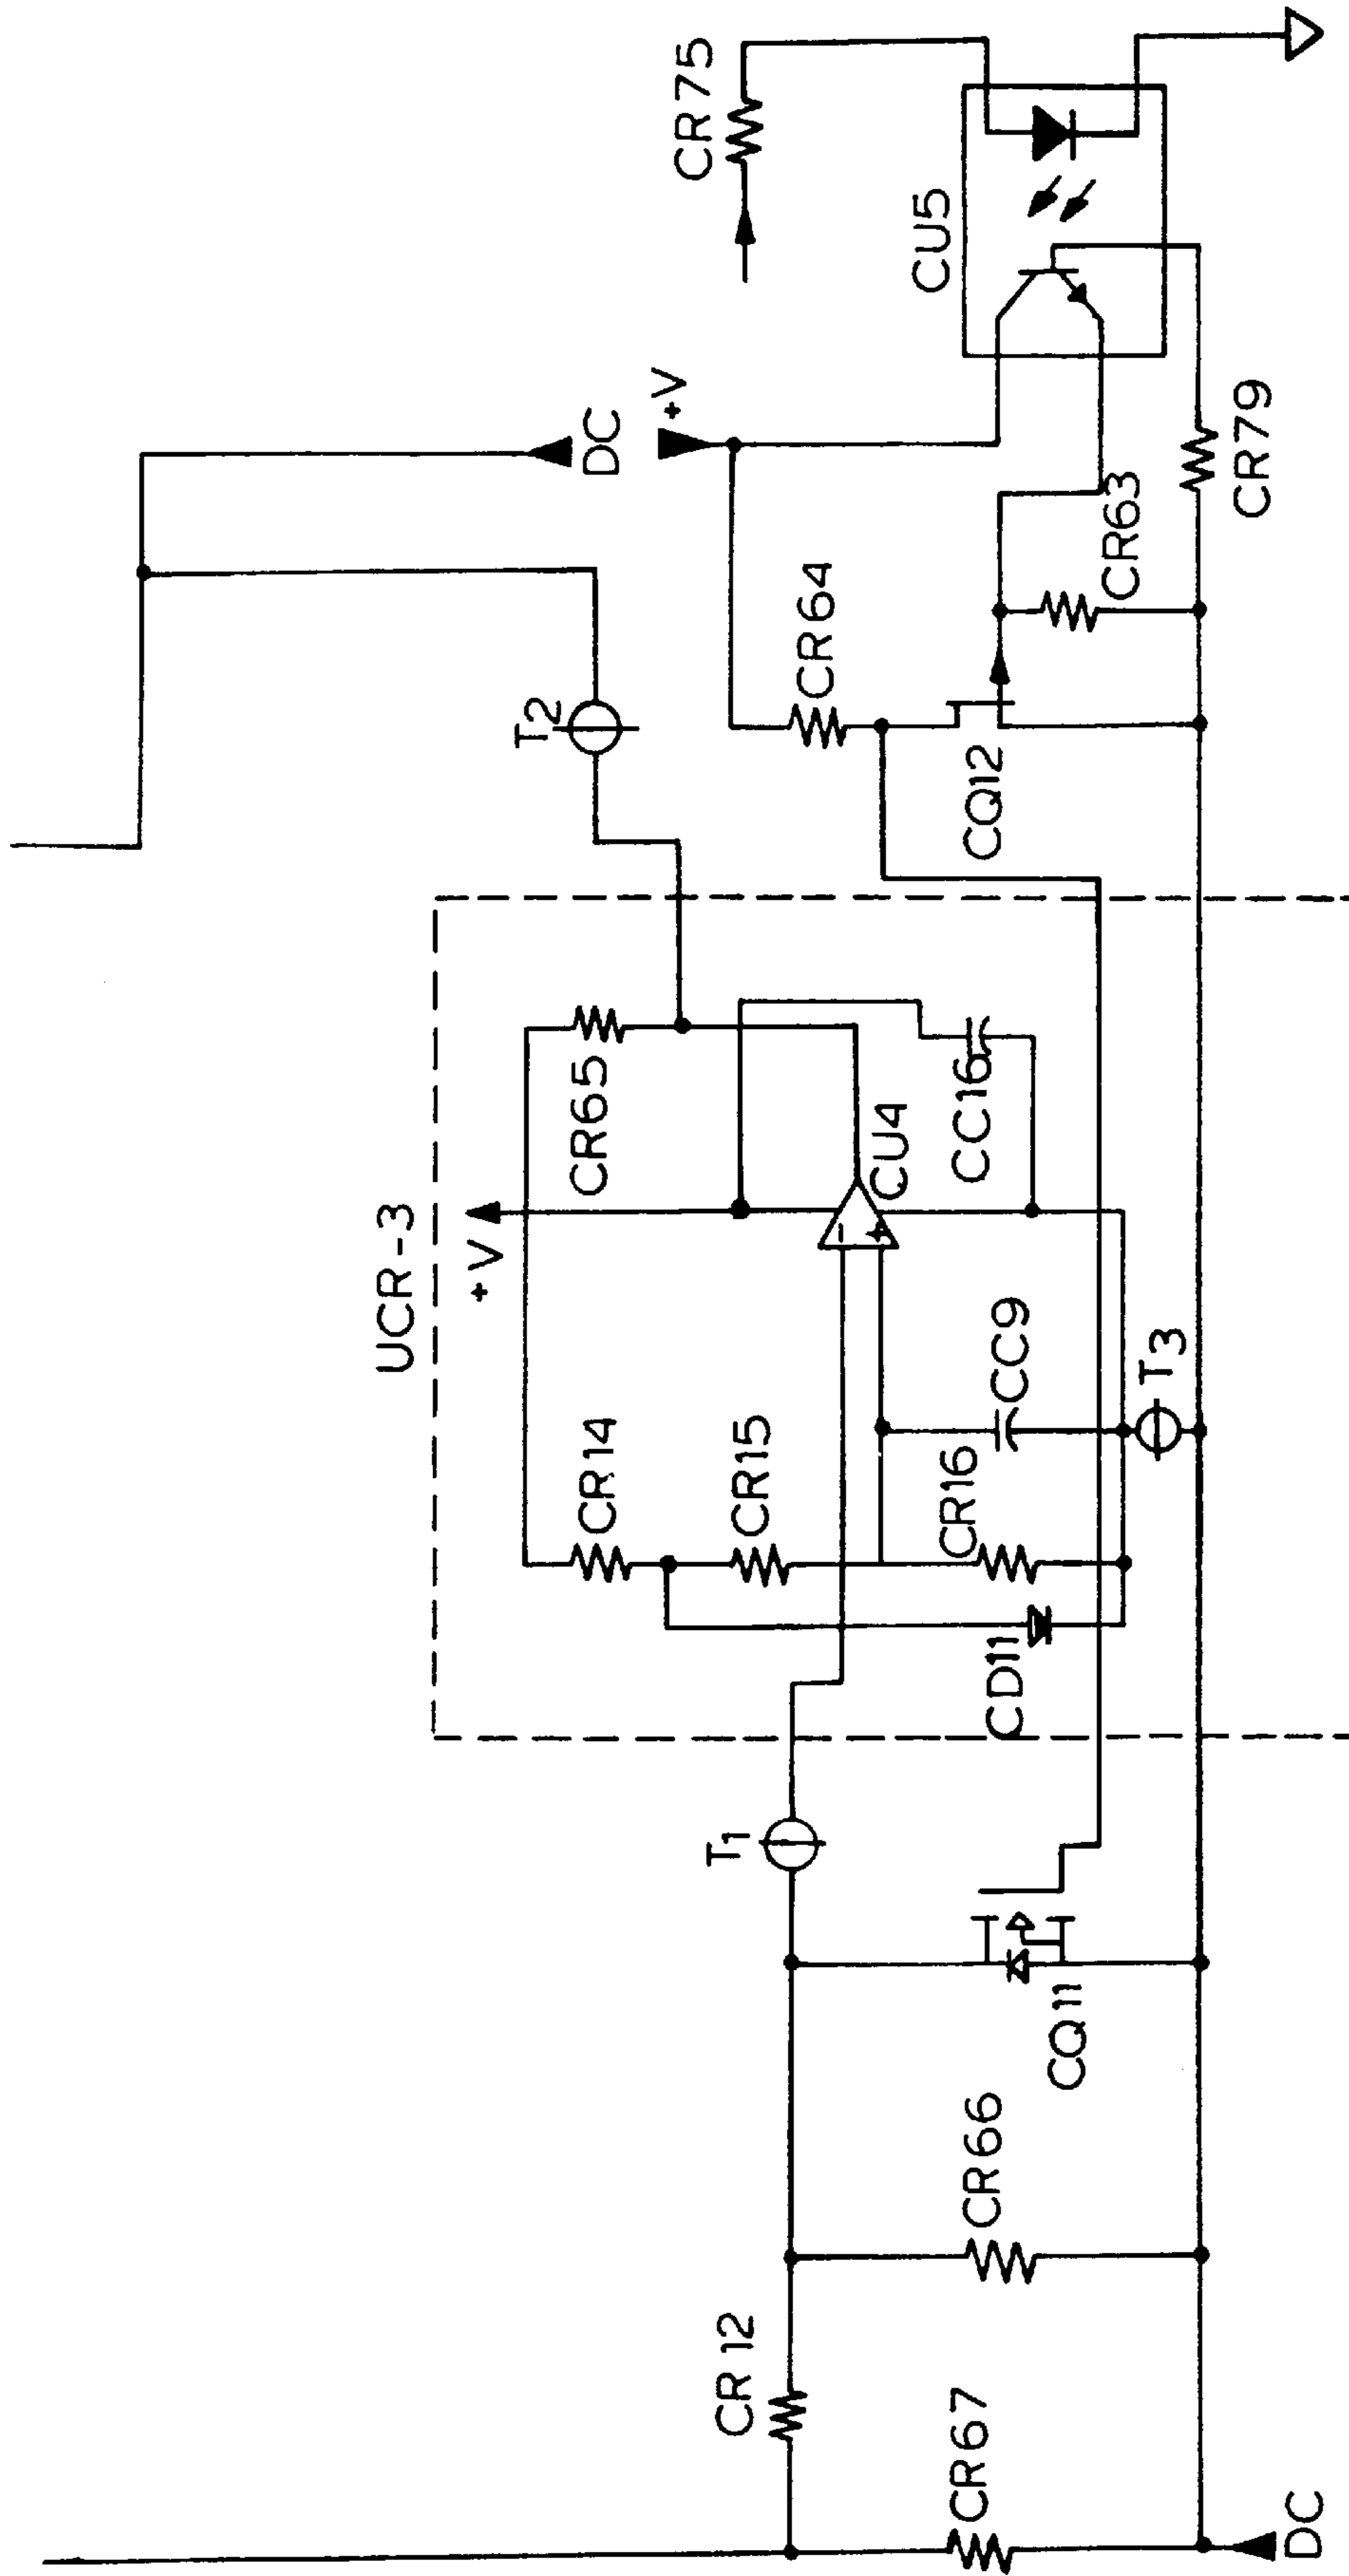 CR75
DC
+V
CU5
T2
CR64
CR63
CR79
CQ12
UCR-3
+V
CR65
CU4
-
+
CC16
CR14
CR15
CR16
CC9
T3
CD11
T1
CQ11
CR66
CR12
CR67
DC